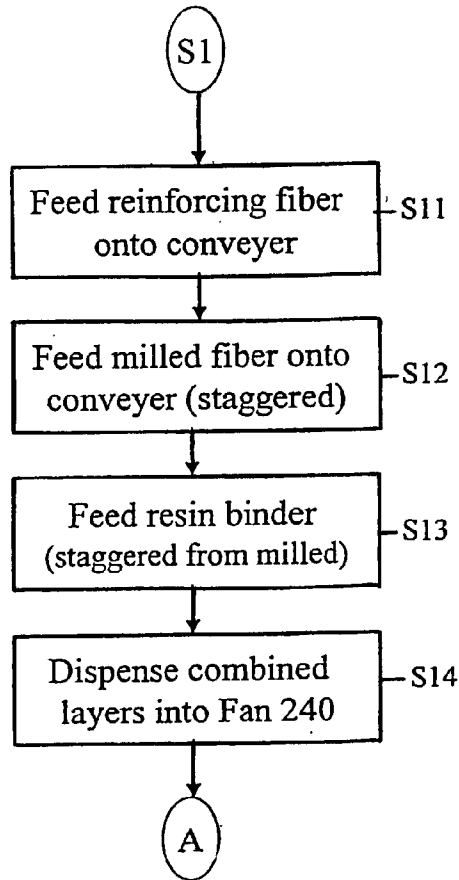 S1
Feed reinforcing fiber
onto conveyer
S11
Feed milled fiber onto
conveyer (staggered)
S12
Feed resin binder
(staggered from milled)
S13
Dispense combined
layers into Fan 240
S14
A